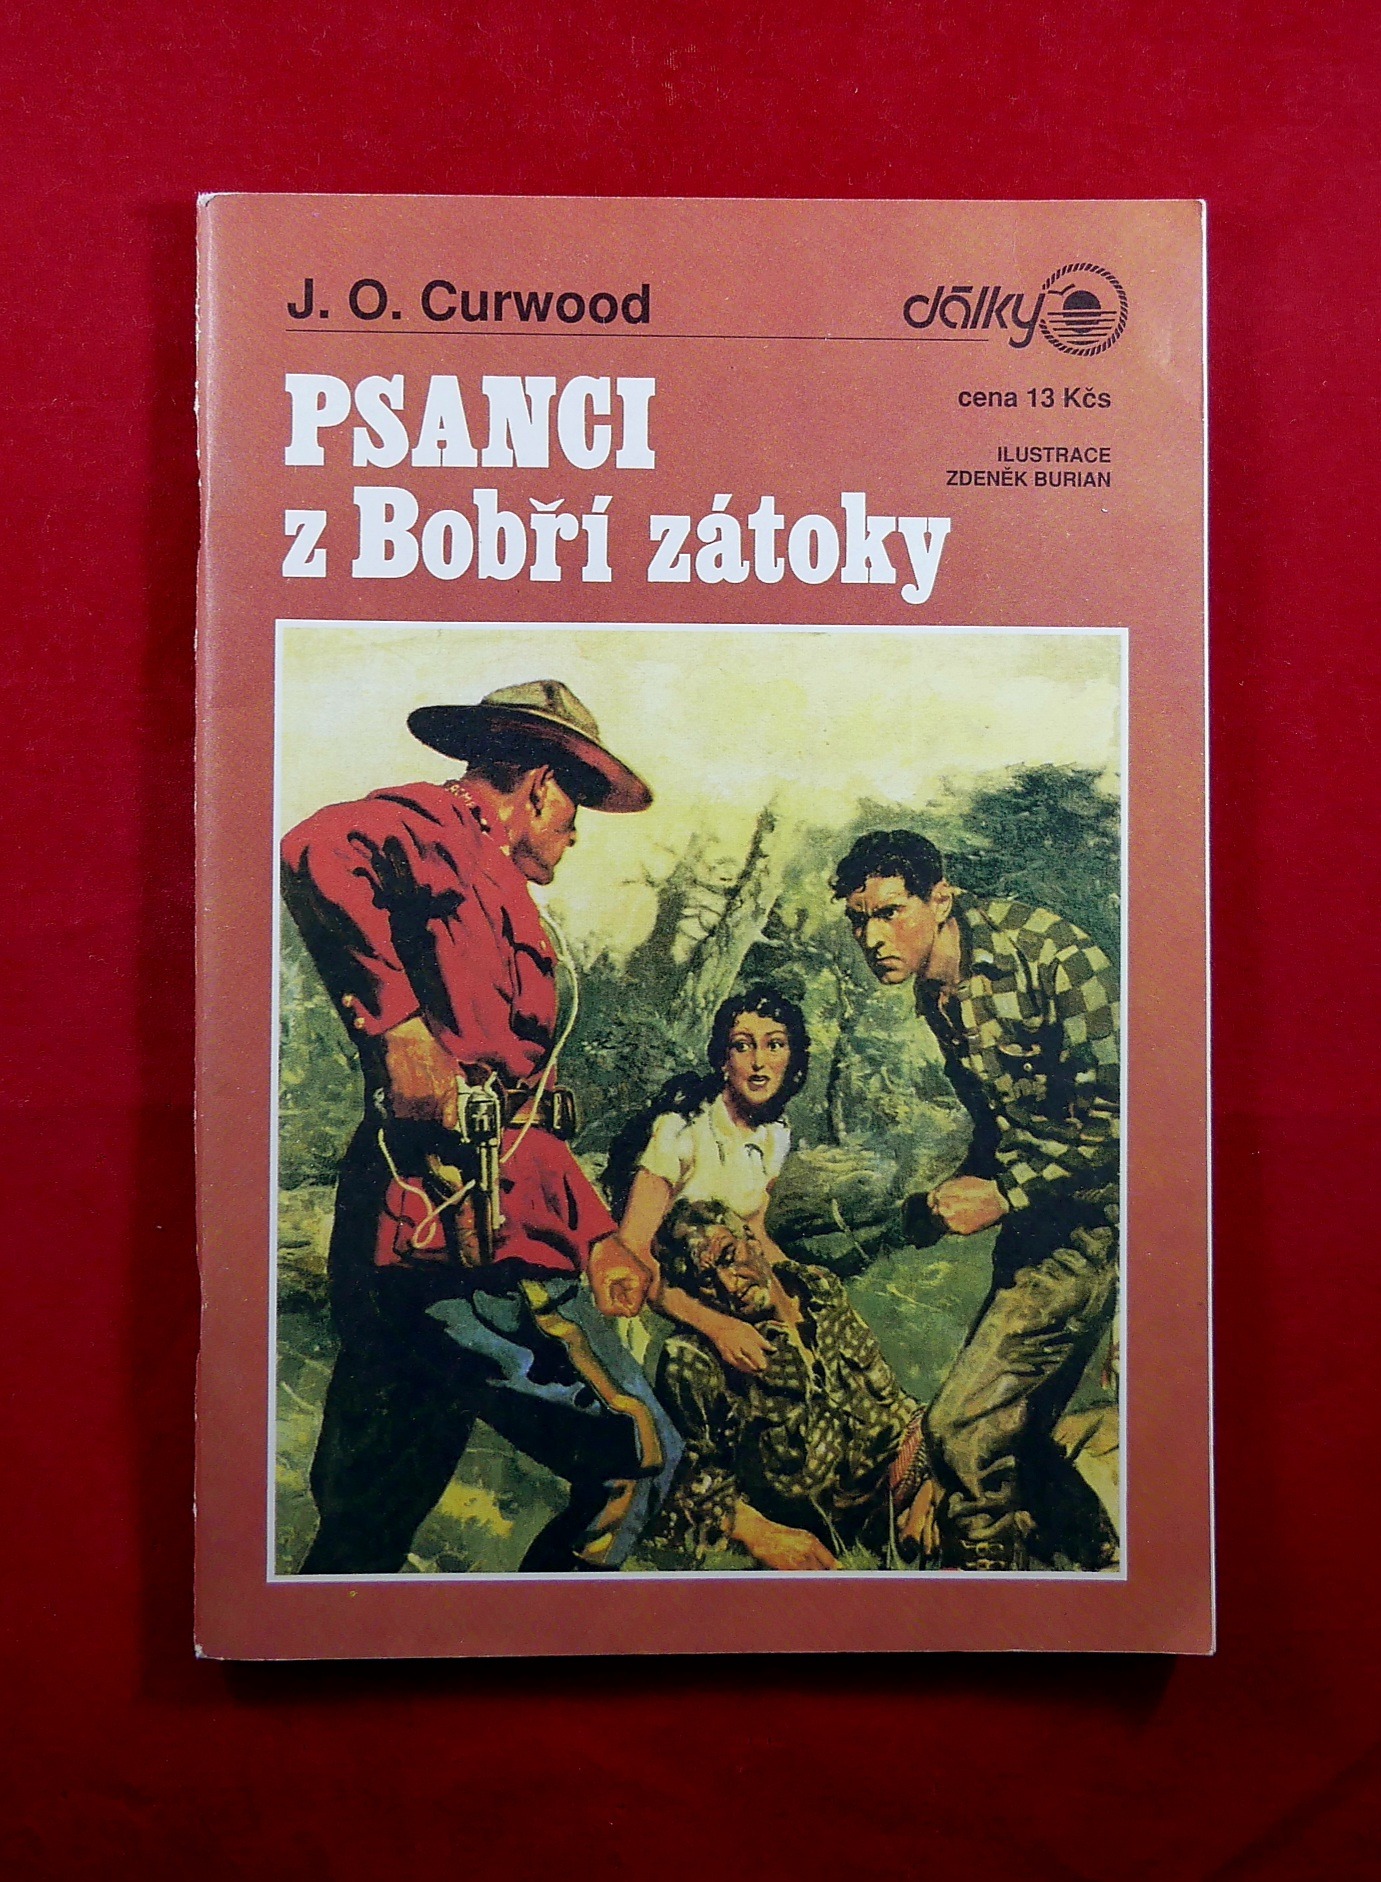 J. O. Curwood
dálky
PSANCI
z Bobří zátoky
cena 13 Kčs
ILUSTRACE
ZDENĚK BURIAN